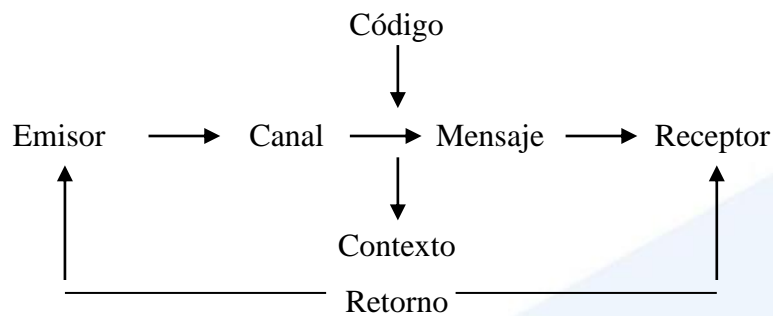 Código
Emisor Canal Mensaje Receptor
Contexto
Retorno